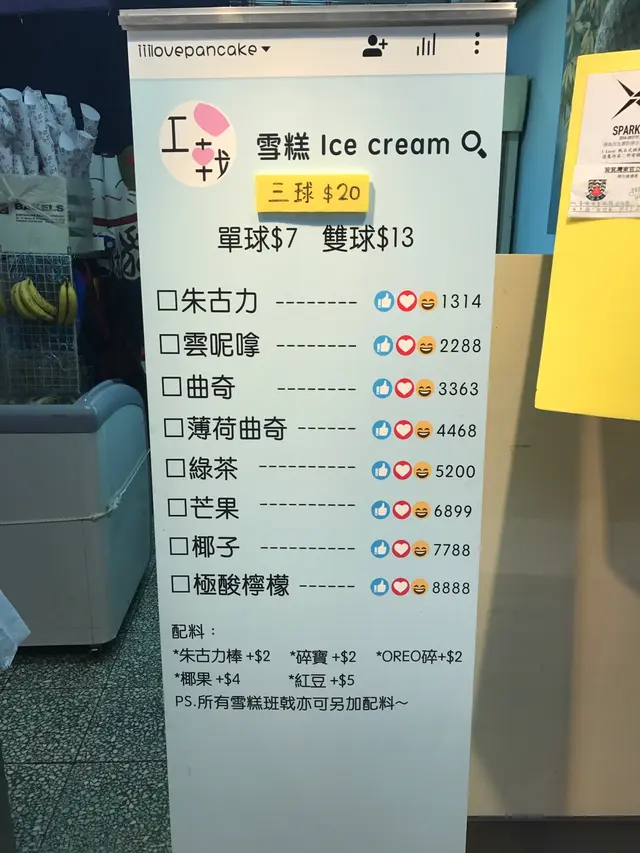 111lovepancake
工戟
雪糕 Ice cream
三球 $20
單球$7 雙球$13
朱古力 -------- 1314
雲呢嗱 -------- 2288
曲奇 -------- 3363
薄荷曲奇 ------ 4468
綠茶 ---------- 5200
芒果 ---------- 6899
椰子 ---------- 7788
極酸檸檬 ------ 8888
配料：
*朱古力棒 +$2 *碎寶 +$2 *OREO碎+$2
*椰果 +$4 *紅豆 +$5
PS.所有雪糕班戟亦可另加配料～
SPARK